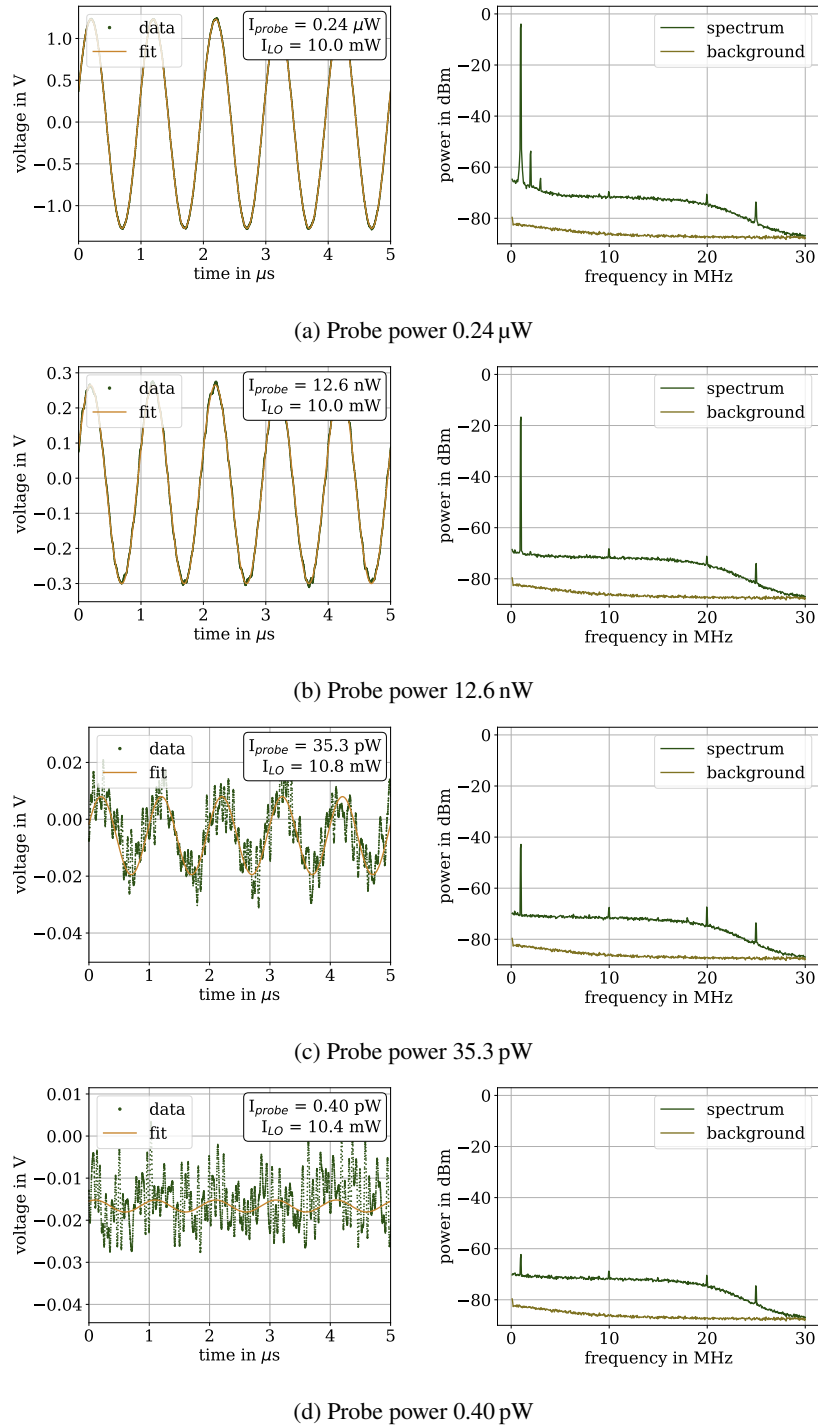 data
fit
I_probe = 0.24 μW
I_LO = 10.0 mW
1.0
0.5
0.0
−0.5
−1.0
voltage in V
0 1 2 3 4 5
time in μs
spectrum
background
0
−20
−40
−60
−80
power in dBm
0 10 20 30
frequency in MHz
(a) Probe power 0.24 μW
data
fit
I_probe = 12.6 nW
I_LO = 10.0 mW
0.3
0.2
0.1
0.0
−0.1
−0.2
−0.3
voltage in V
0 1 2 3 4 5
time in μs
spectrum
background
0
−20
−40
−60
−80
power in dBm
0 10 20 30
frequency in MHz
(b) Probe power 12.6 nW
data
fit
I_probe = 35.3 pW
I_LO = 10.8 mW
0.02
0.00
−0.02
−0.04
voltage in V
0 1 2 3 4 5
time in μs
spectrum
background
0
−20
−40
−60
−80
power in dBm
0 10 20 30
frequency in MHz
(c) Probe power 35.3 pW
data
fit
I_probe = 0.40 pW
I_LO = 10.4 mW
0.01
0.00
−0.01
−0.02
−0.03
−0.04
voltage in V
0 1 2 3 4 5
time in μs
spectrum
background
0
−20
−40
−60
−80
power in dBm
0 10 20 30
frequency in MHz
(d) Probe power 0.40 pW